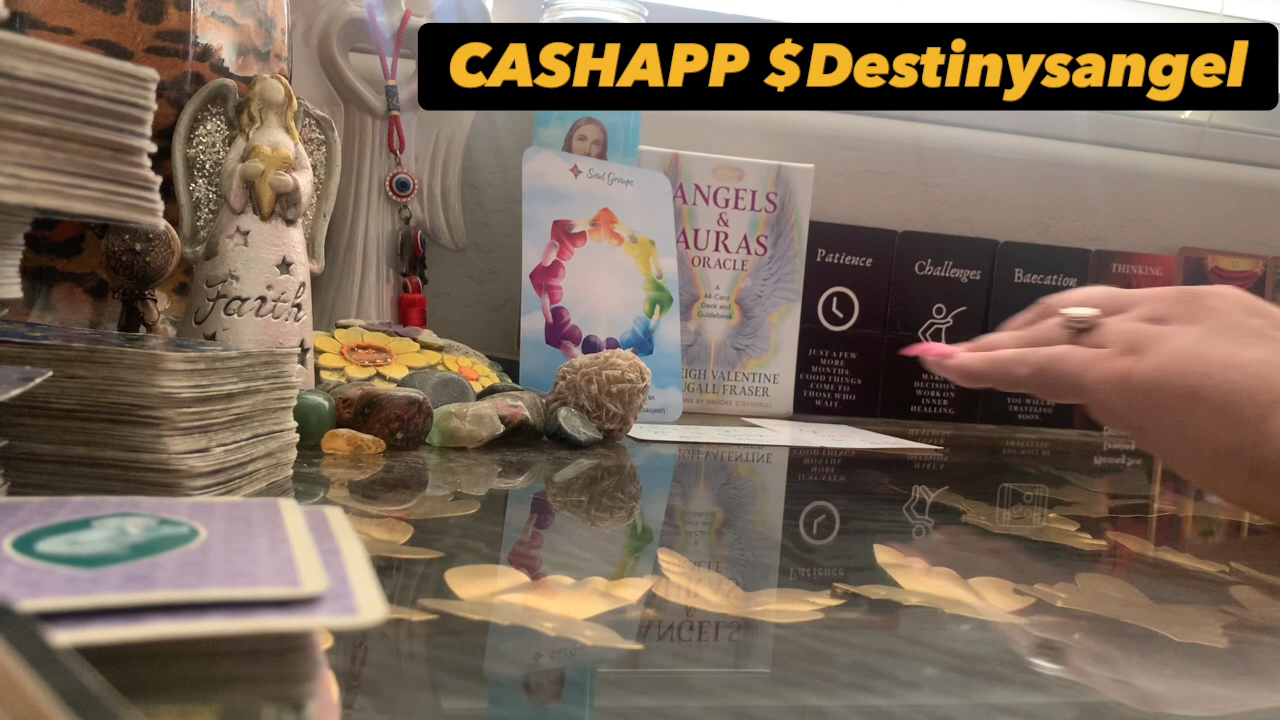 CASHAPP $Destinysangel
Soul Groups
ANGELS
&
AURAS
ORACLE
A
44-Card
Deck and
Guidebook
VALENTINE
FRASER
Faith
Patience
JUST A FEW
MORE
MONTHS.
GOOD THINGS
COME TO
THOSE WHO
WAIT.
Challenges
DECISION
WORK ON
INNER
HEALING.
Baecation
YOU WILL BE
TRAVELING
SOON.
THINKING